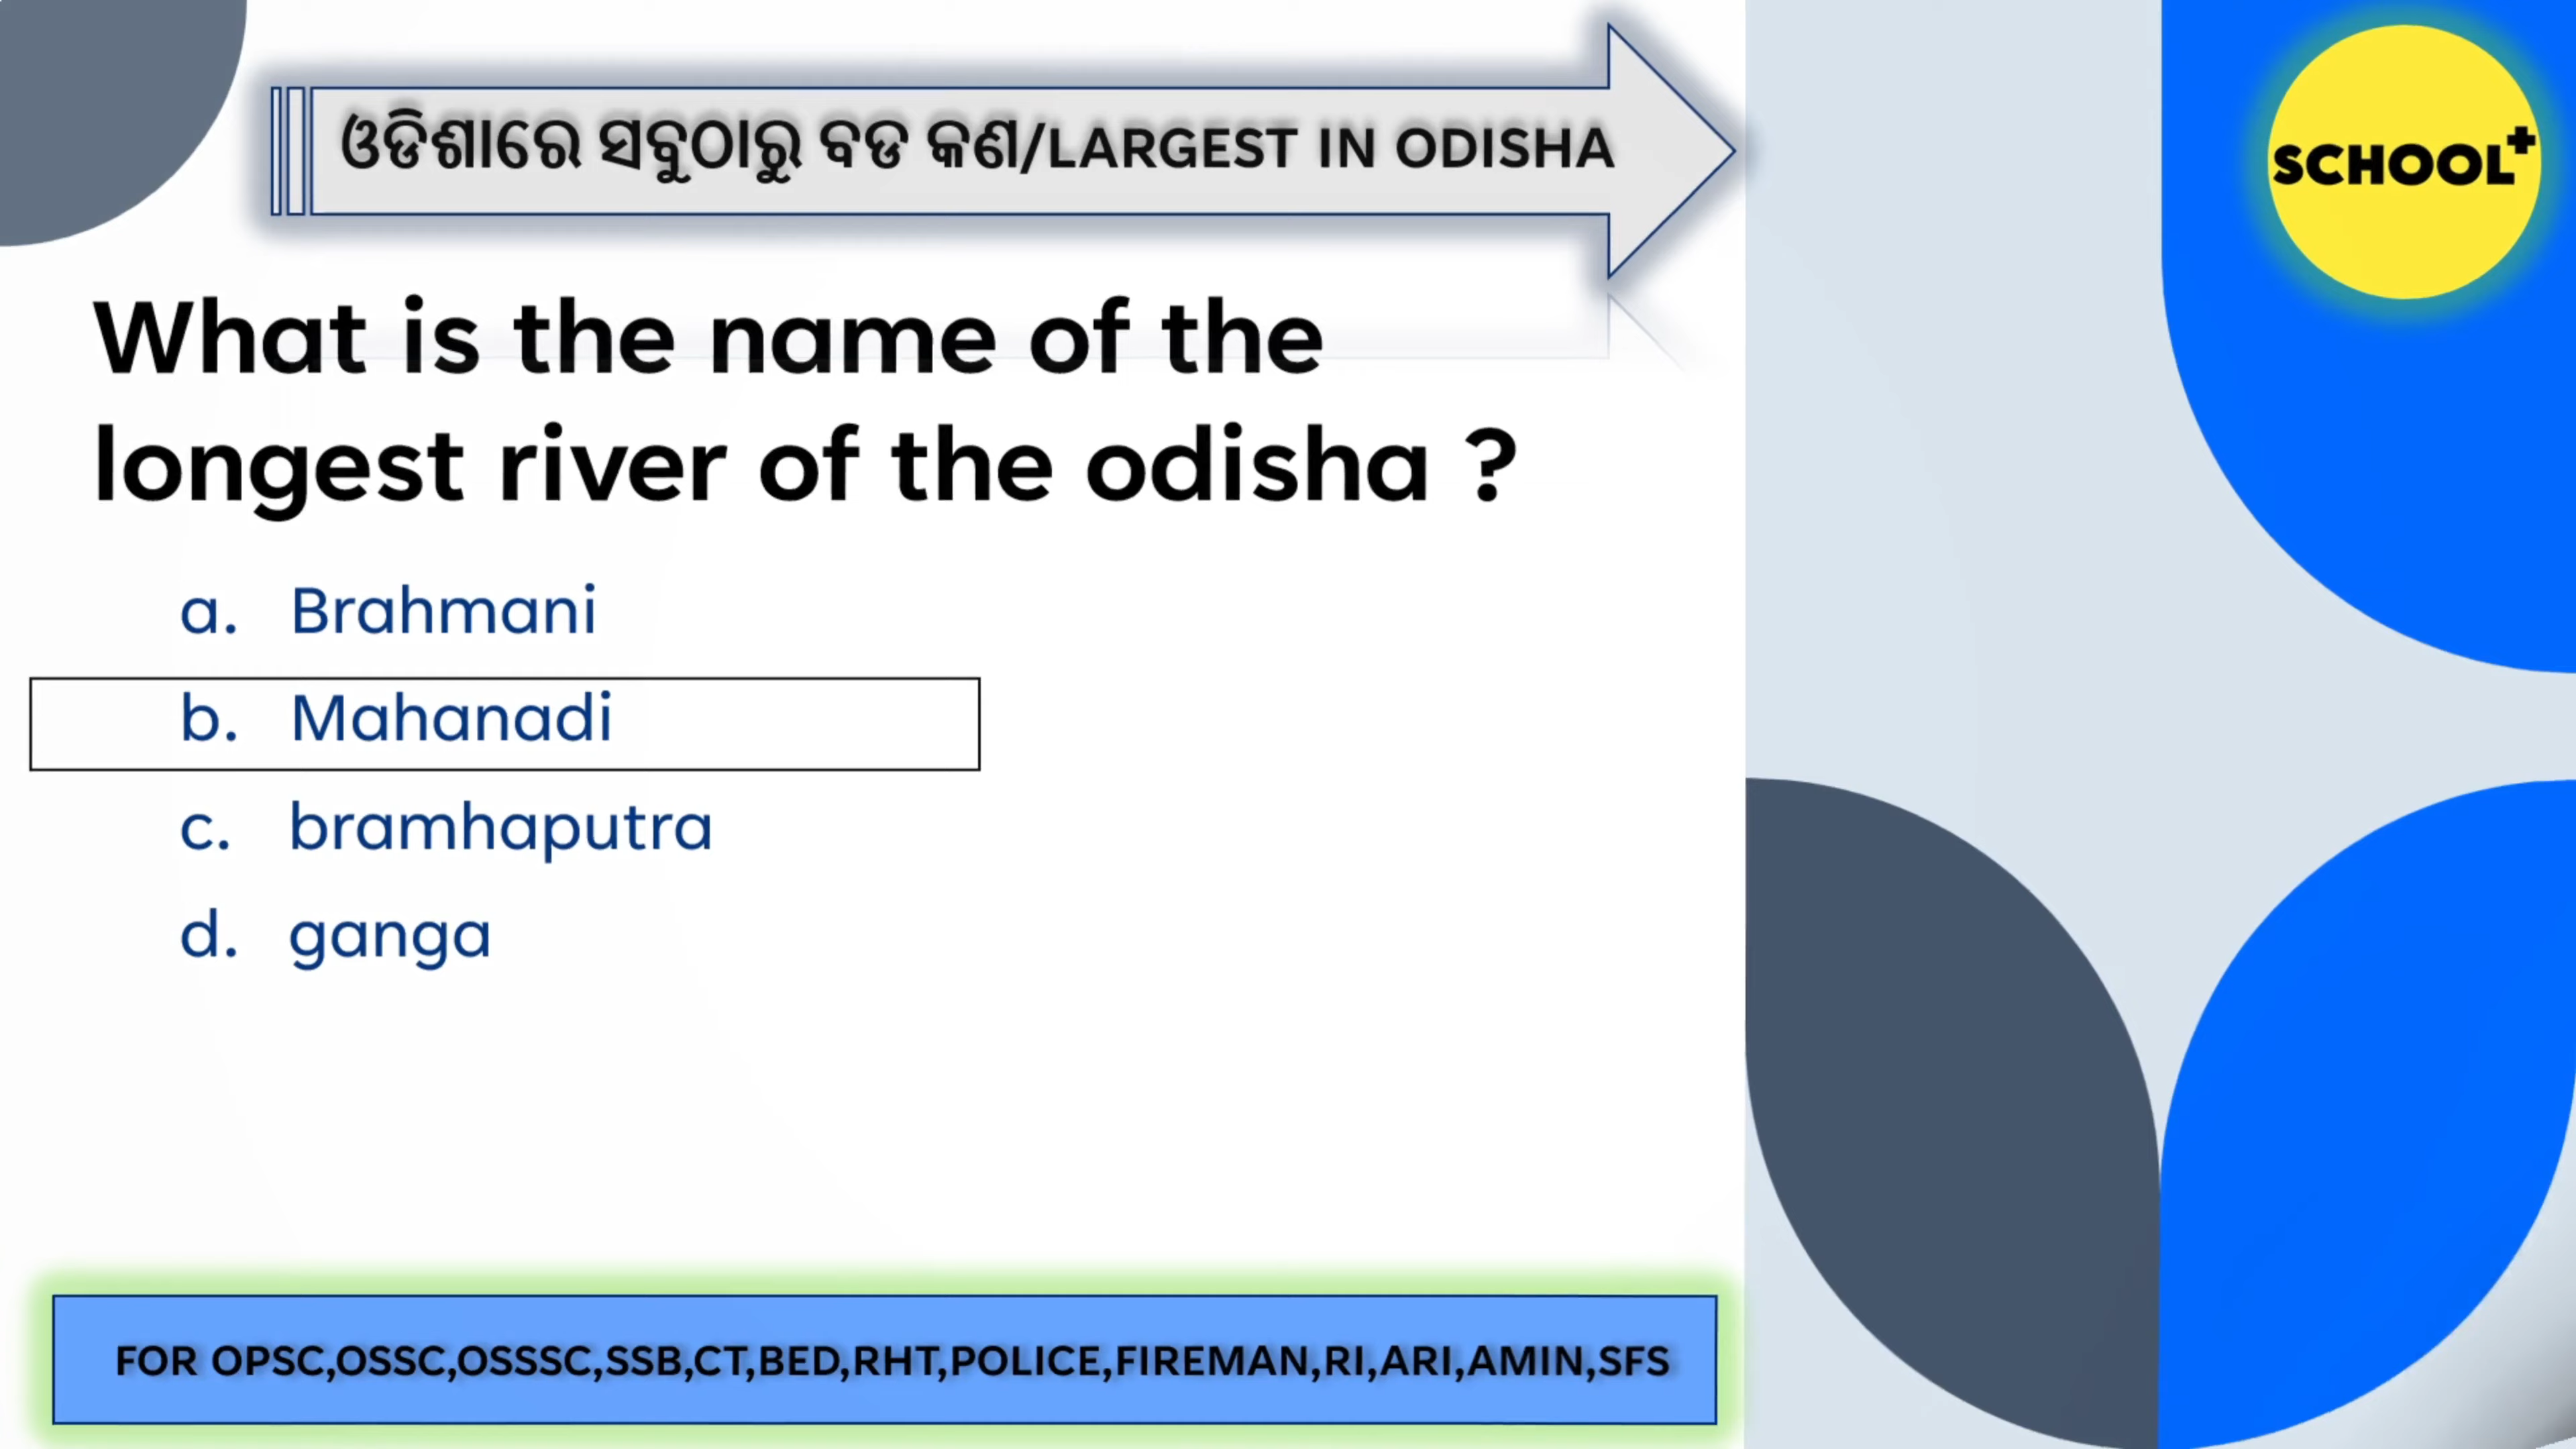 ଓଡିଶାରେ ସବୁଠାରୁ ବଡ କଣ/LARGEST IN ODISHA
SCHOOL+
What is the name of the
longest river of the odisha ?
a. Brahmani
b. Mahanadi
c. bramhaputra
d. ganga
FOR OPSC,OSSC,OSSSC,SSB,CT,BED,RHT,POLICE,FIREMAN,RI,ARI,AMIN,SFS